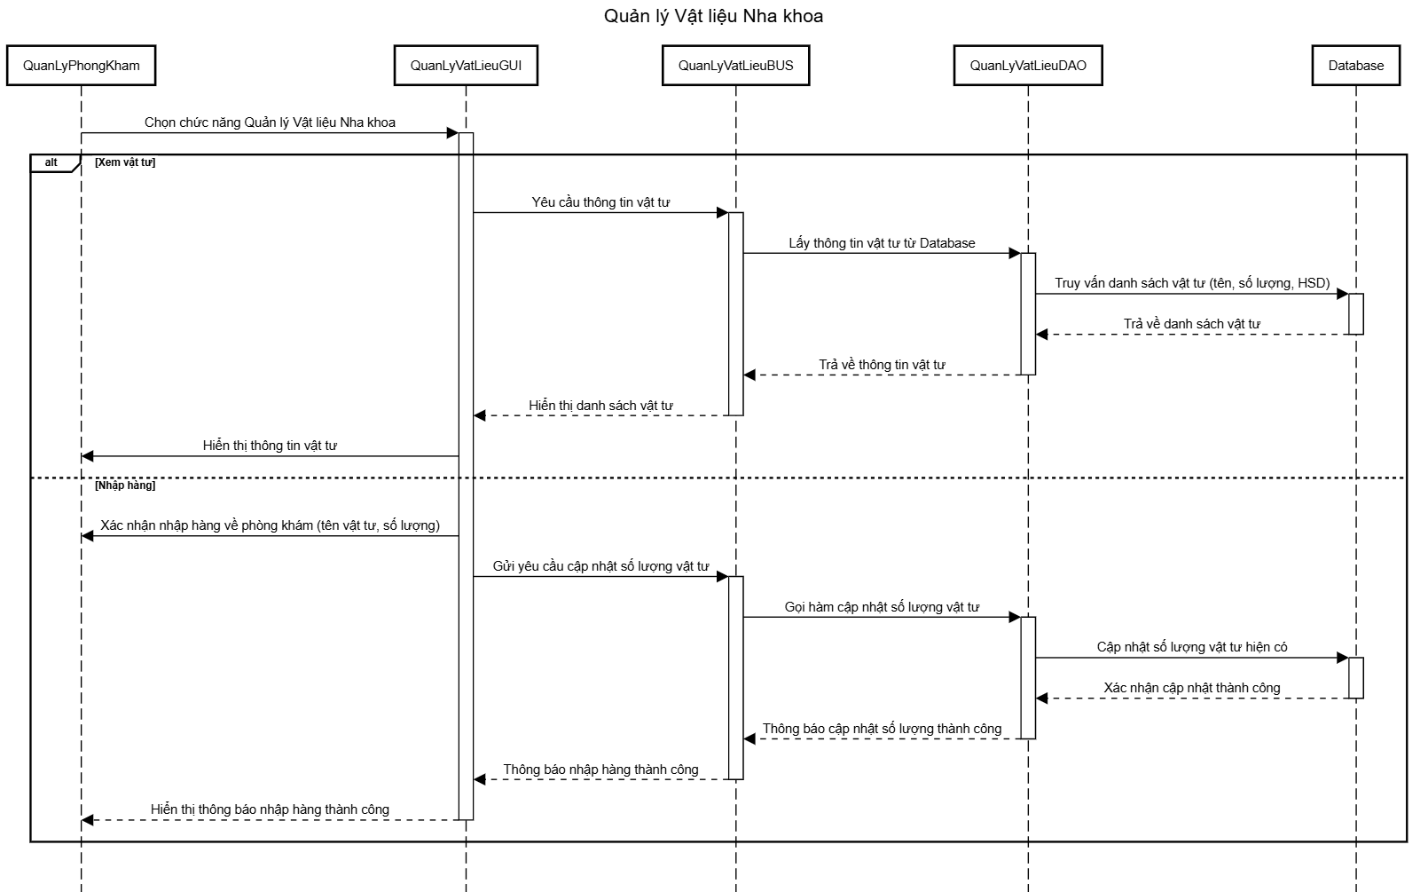 Quản lý Vật liệu Nha khoa
QuanLyPhongKham
QuanLyVatLieuGUI
QuanLyVatLieuBUS
QuanLyVatLieuDAO
Database
Chọn chức năng Quản lý Vật liệu Nha khoa
alt
[Xem vật tư]
Yêu cầu thông tin vật tư
Lấy thông tin vật tư từ Database
Truy vấn danh sách vật tư (tên, số lượng, HSD)
Trả về danh sách vật tư
Trả về thông tin vật tư
Hiển thị danh sách vật tư
Hiển thị thông tin vật tư
[Nhập hàng]
Xác nhận nhập hàng về phòng khám (tên vật tư, số lượng)
Gửi yêu cầu cập nhật số lượng vật tư
Gọi hàm cập nhật số lượng vật tư
Cập nhật số lượng vật tư hiện có
Xác nhận cập nhật thành công
Thông báo cập nhật số lượng thành công
Thông báo nhập hàng thành công
Hiển thị thông báo nhập hàng thành công